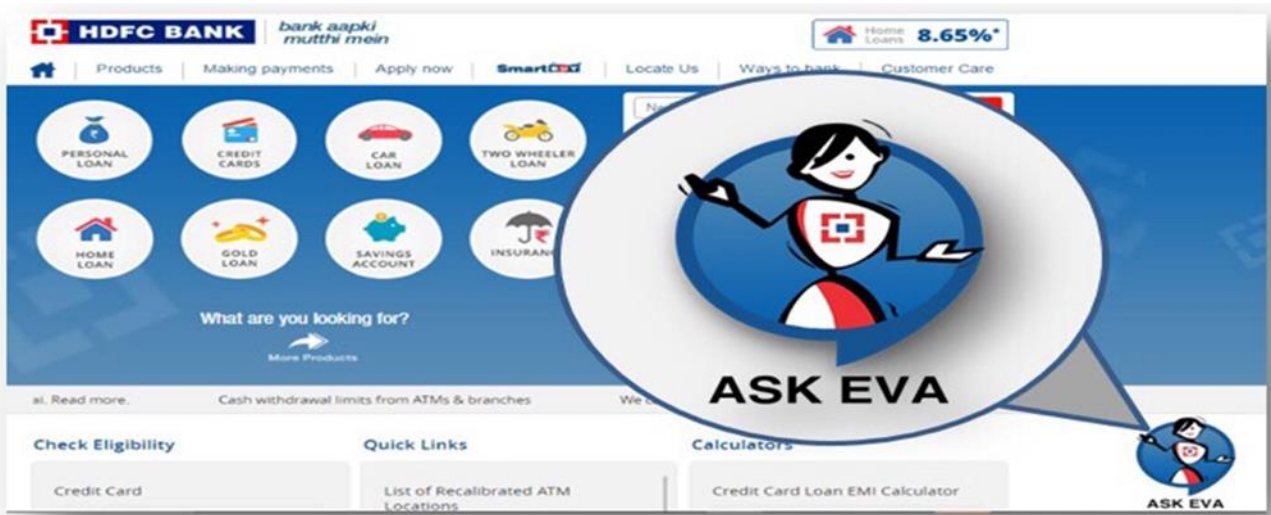 HDFC BANK
bank aapki
mutthi mein
Home
Loans 8.65%*
Products
Making payments
Apply now
Locate Us
Ways to bank
Customer Care
PERSONAL
LOAN
CREDIT
CARDS
CAR
LOAN
TWO WHEELER
LOAN
HOME
LOAN
GOLD
LOAN
SAVINGS
ACCOUNT
INSURAN
What are you looking for?
More Products
ai. Read more.
Cash withdrawal limits from ATMs & branches
We
ASK EVA
Check Eligibility
Quick Links
Calculators
Credit Card
List of Recalibrated ATM
Locations
Credit Card Loan EMI Calculator
ASK EVA